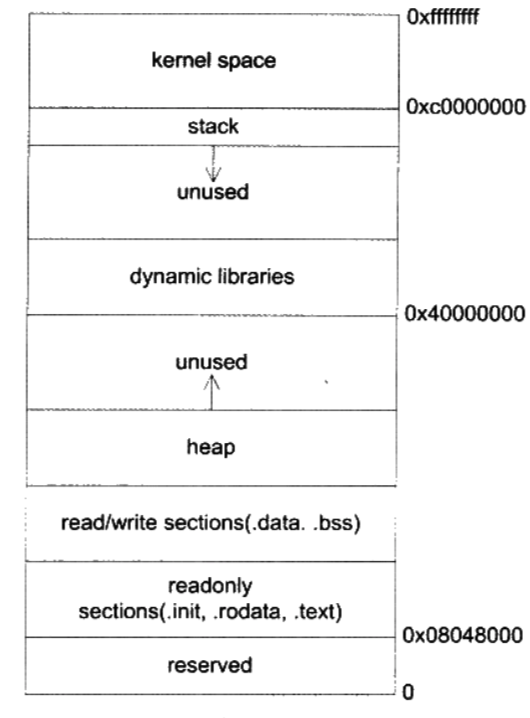 0xffffffff
kernel space
0xc0000000
stack
unused
dynamic libraries
0x40000000
unused
heap
read/write sections(.data. .bss)
readonly
sections(.init, .rodata, .text)
0x08048000
reserved
0